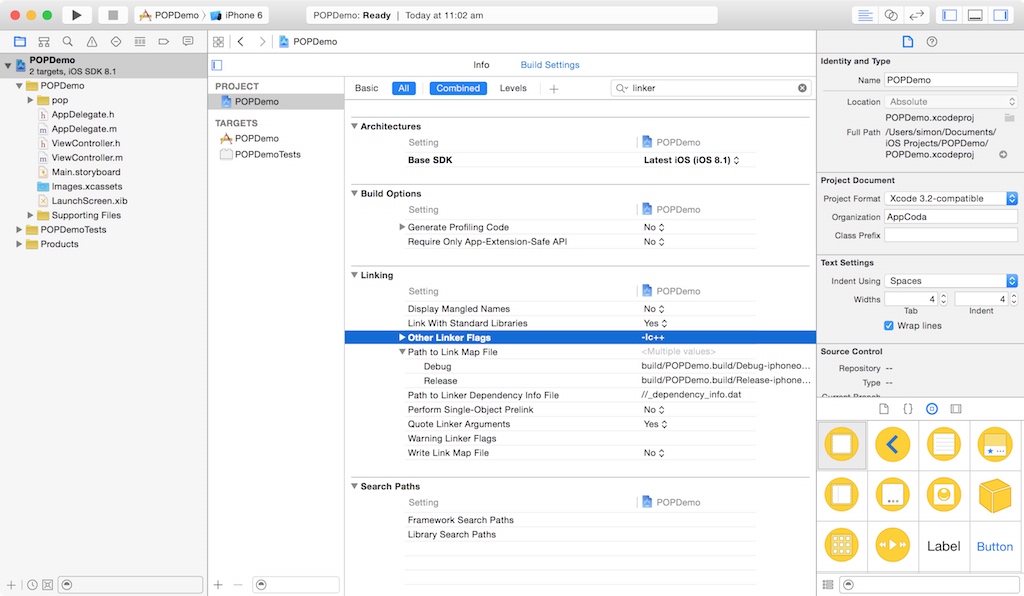 POPDemo
iPhone 6
POPDemo: Ready | Today at 11:02 am
POPDemo
2 targets, iOS SDK 8.1
POPDemo
pop
AppDelegate.h
AppDelegate.m
ViewController.h
ViewController.m
Main.storyboard
Images.xcassets
LaunchScreen.xib
Supporting Files
POPDemoTests
Products
POPDemo
Info
Build Settings
PROJECT
POPDemo
TARGETS
POPDemo
POPDemoTests
Basic
All
Combined
Levels
linker
Architectures
Setting POPDemo
Base SDK Latest iOS (iOS 8.1)
Build Options
Setting POPDemo
Generate Profiling Code No
Require Only App-Extension-Safe API No
Linking
Setting POPDemo
Display Mangled Names No
Link With Standard Libraries Yes
Other Linker Flags -lc++
Path to Link Map File <Multiple values>
Debug build/POPDemo.build/Debug-iphoneo...
Release build/POPDemo.build/Release-iphone...
Path to Linker Dependency Info File //_dependency_info.dat
Perform Single-Object Prelink No
Quote Linker Arguments Yes
Warning Linker Flags
Write Link Map File No
Search Paths
Setting POPDemo
Framework Search Paths
Library Search Paths
Identity and Type
Name POPDemo
Location Absolute
POPDemo.xcodeproj
Full Path /Users/simon/Documents/
iOS Projects/POPDemo/
POPDemo.xcodeproj
Project Document
Project Format Xcode 3.2-compatible
Organization AppCoda
Class Prefix
Text Settings
Indent Using Spaces
Widths 4 4
Tab Indent
Wrap lines
Source Control
Repository --
Type --
Current Branch
Label
Button